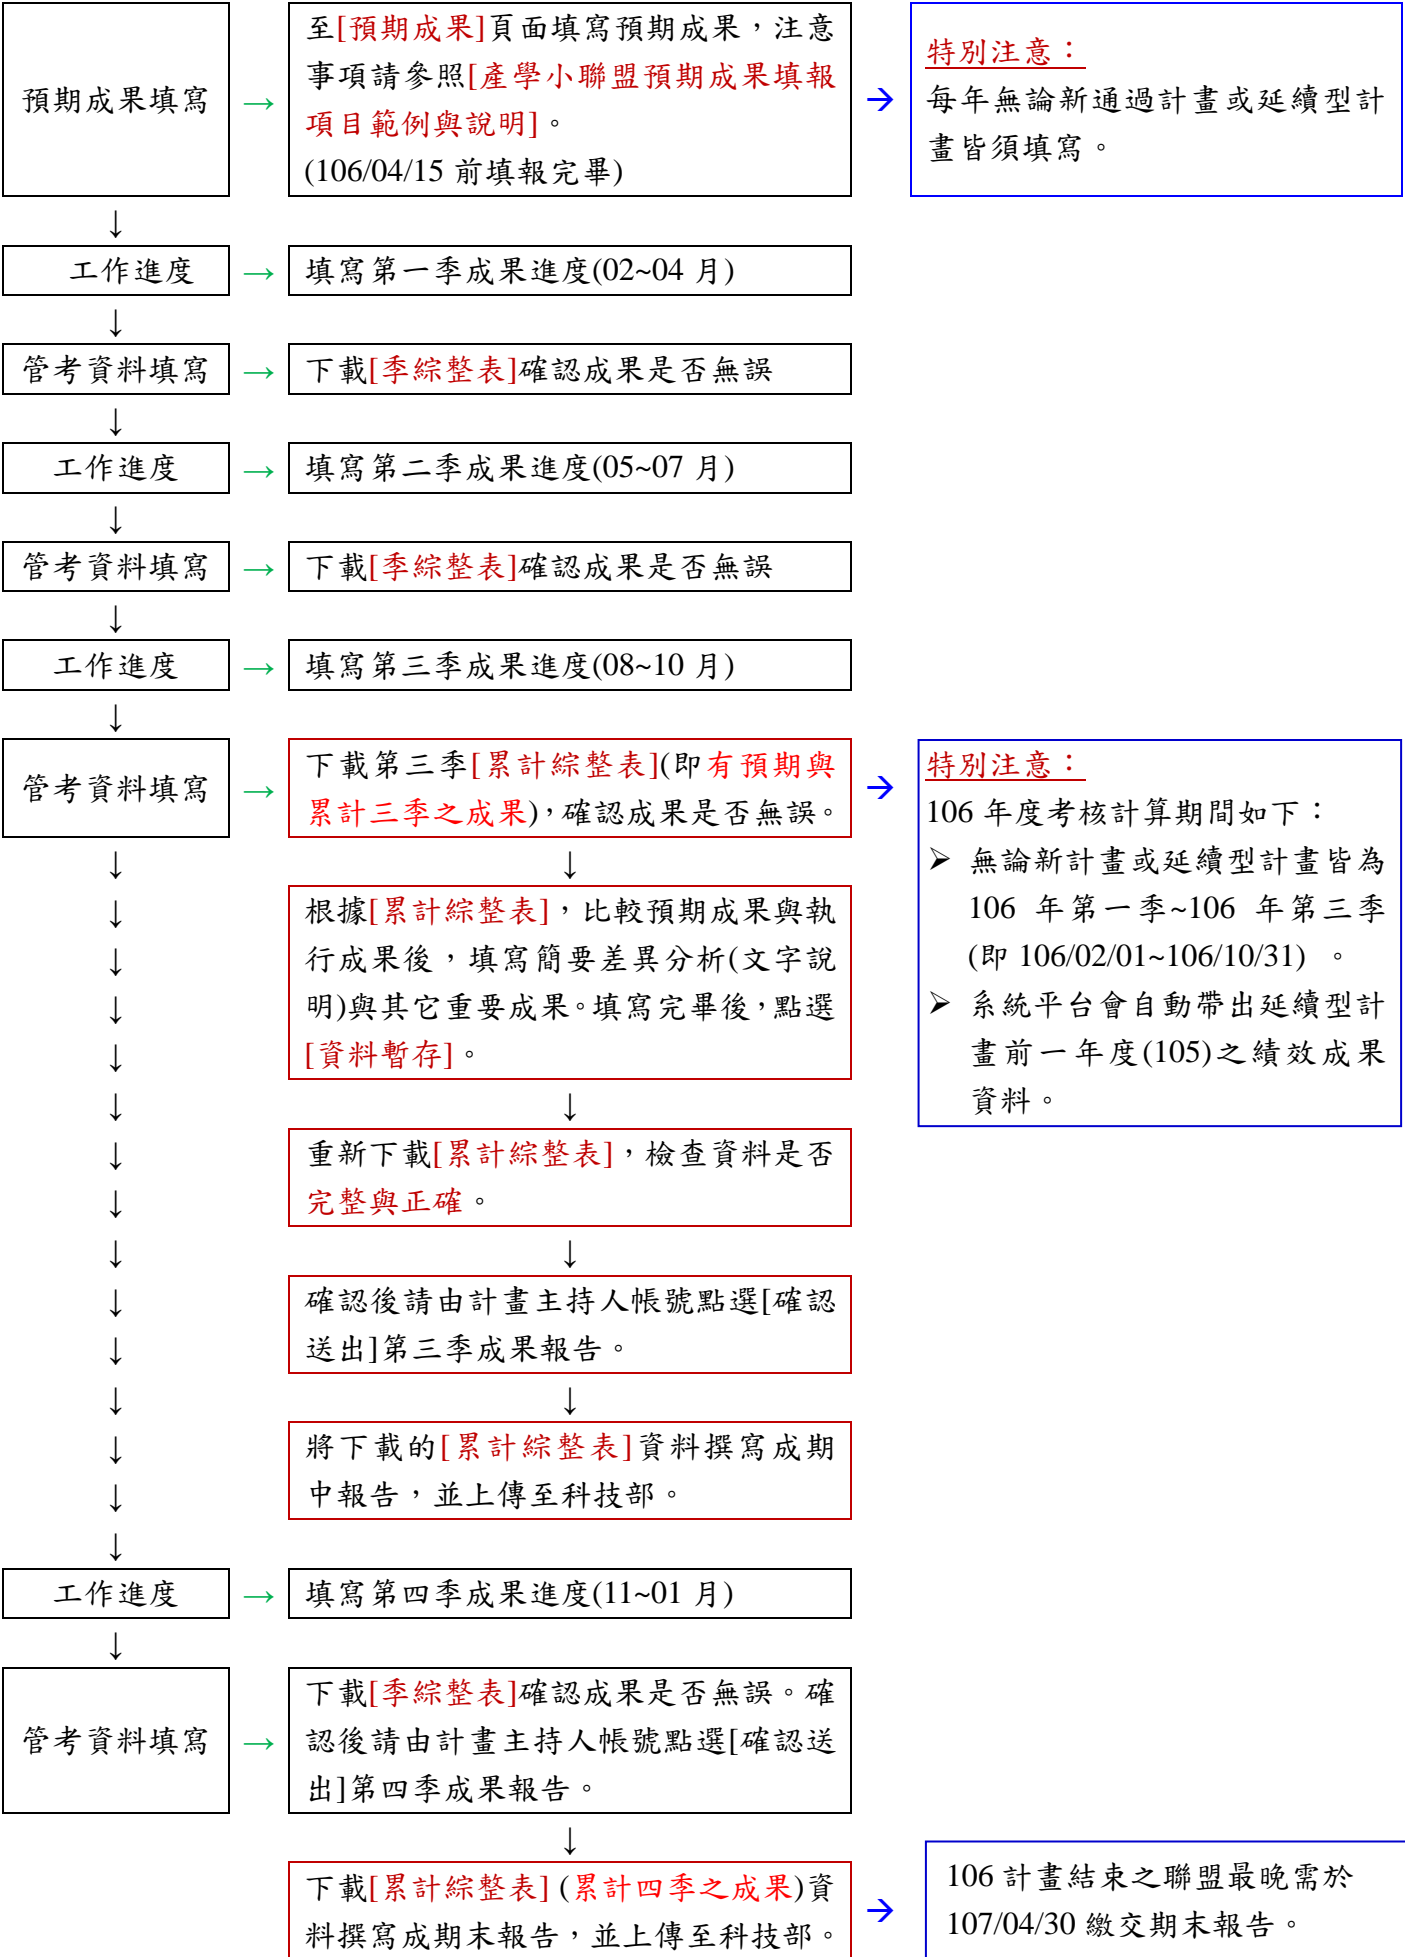 預期成果填寫
→
至[預期成果]頁面填寫預期成果，注意
事項請參照[產學小聯盟預期成果填報
項目範例與說明]。
(106/04/15 前填報完畢)
→
特別注意：
每年無論新通過計畫或延續型計
畫皆須填寫。
↓
工作進度
→
填寫第一季成果進度(02~04 月)
↓
管考資料填寫
→
下載[季綜整表]確認成果是否無誤
↓
工作進度
→
填寫第二季成果進度(05~07 月)
↓
管考資料填寫
→
下載[季綜整表]確認成果是否無誤
↓
工作進度
→
填寫第三季成果進度(08~10 月)
↓
管考資料填寫
→
下載第三季[累計綜整表](即有預期與
累計三季之成果)，確認成果是否無誤。
→
特別注意：
106 年度考核計算期間如下：
➢ 無論新計畫或延續型計畫皆為
106 年第一季~106 年第三季
(即 106/02/01~106/10/31) 。
➢ 系統平台會自動帶出延續型計
畫前一年度(105)之績效成果
資料。
↓
根據[累計綜整表]，比較預期成果與執
行成果後，填寫簡要差異分析(文字說
明)與其它重要成果。填寫完畢後，點選
[資料暫存]。
↓
重新下載[累計綜整表]，檢查資料是否
完整與正確。
↓
確認後請由計畫主持人帳號點選[確認
送出]第三季成果報告。
↓
將下載的[累計綜整表]資料撰寫成期
中報告，並上傳至科技部。
↓
工作進度
→
填寫第四季成果進度(11~01 月)
↓
管考資料填寫
→
下載[季綜整表]確認成果是否無誤。確
認後請由計畫主持人帳號點選[確認送
出]第四季成果報告。
↓
下載[累計綜整表] (累計四季之成果)資
料撰寫成期末報告，並上傳至科技部。
→
106 計畫結束之聯盟最晚需於
107/04/30 繳交期末報告。